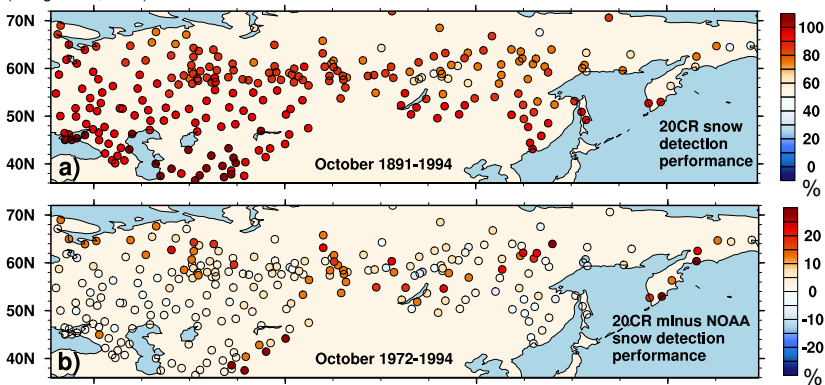 70N
60N
50N
40N
a)
October 1891-1994
20CR snow
detection
performance
100
80
60
40
20
0
%
70N
60N
50N
40N
b)
October 1972-1994
20CR mInus NOAA
snow detection
performance
20
10
0
-10
-20
%